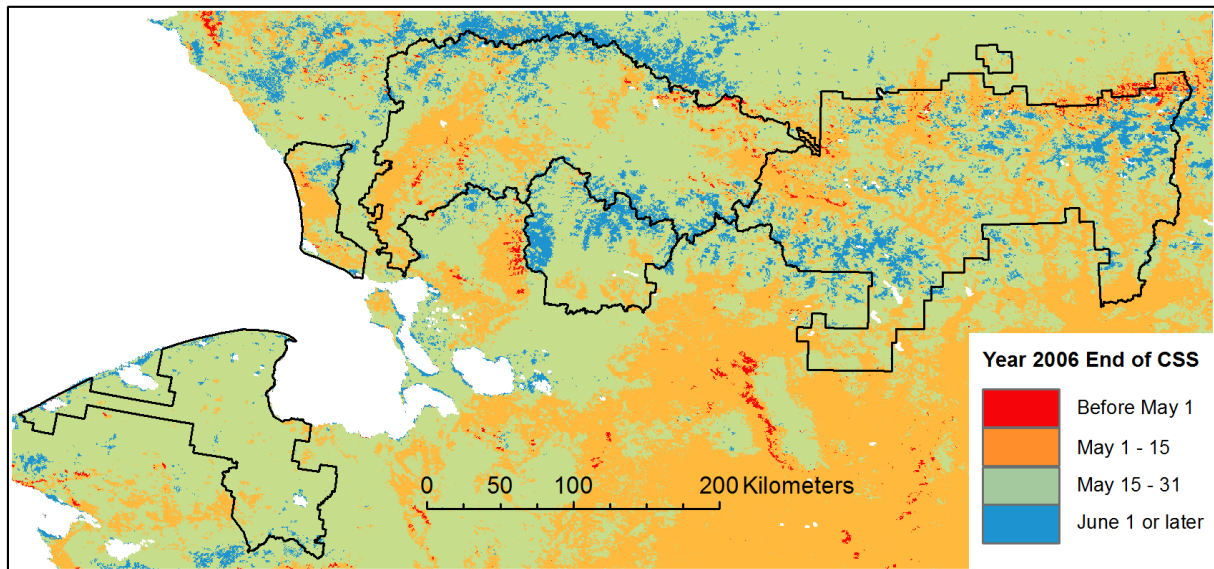 Year 2006 End of CSS
Before May 1
May 1 - 15
May 15 - 31
June 1 or later
0 50 100 200 Kilometers